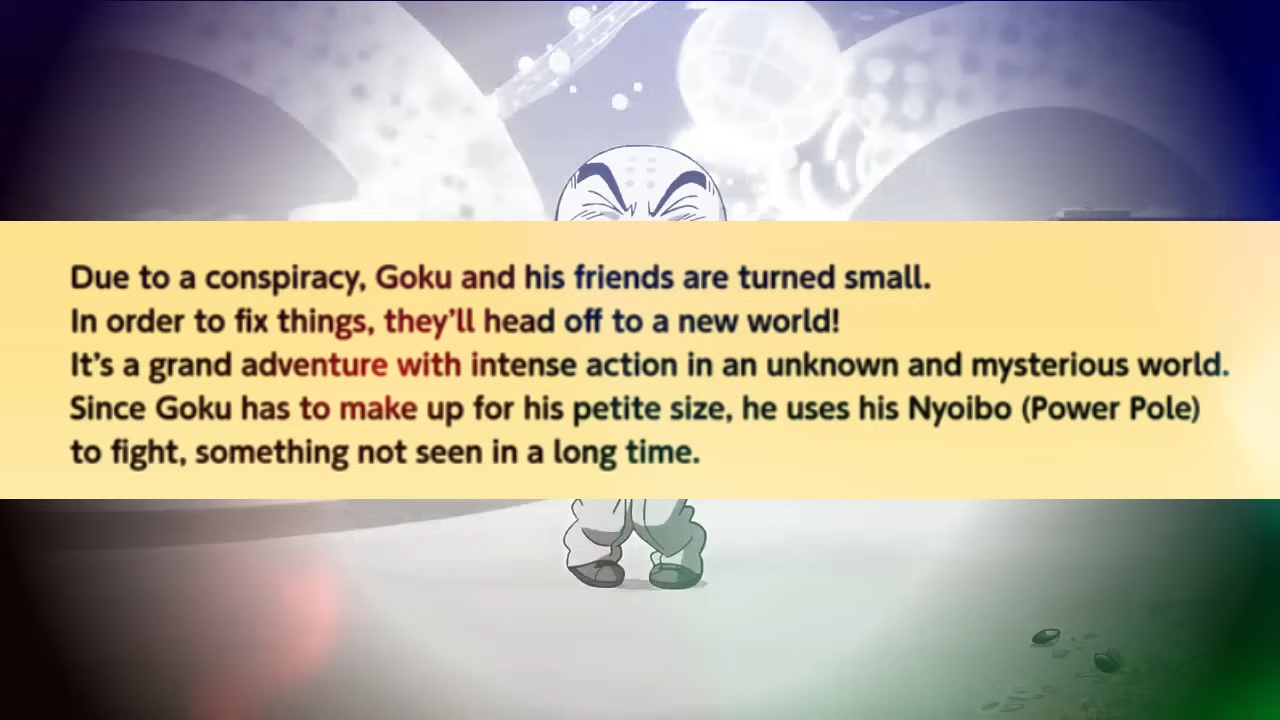 Due to a conspiracy, Goku and his friends are turned small.
In order to fix things, they'll head off to a new world!
It's a grand adventure with intense action in an unknown and mysterious world.
Since Goku has to make up for his petite size, he uses his Nyoibo (Power Pole)
to fight, something not seen in a long time.